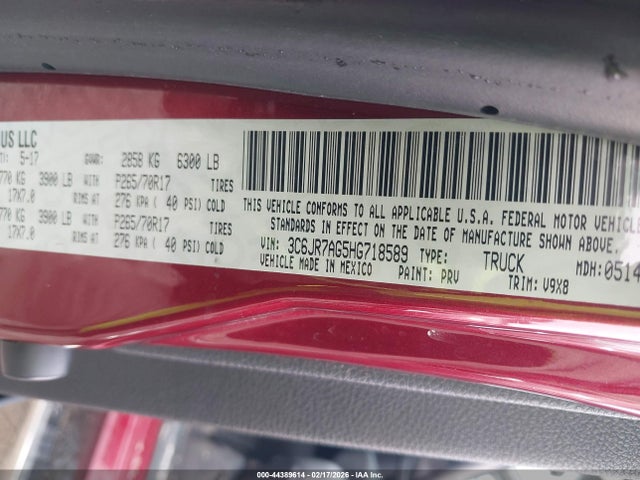 US LLC
5-17 GVWR: 2858 KG 6300 LB
770 KG 3900 LB WITH P265/70R17 TIRES
17X7.0 RIMS AT 276 KPA ( 40 PSI) COLD
770 KG 3900 LB WITH P265/70R17 TIRES
17X7.0 RIMS AT 276 KPA ( 40 PSI) COLD
THIS VEHICLE CONFORMS TO ALL APPLICABLE U.S.A. FEDERAL MOTOR VEHICLE
STANDARDS IN EFFECT ON THE DATE OF MANUFACTURE SHOWN ABOVE.
VIN: 3C6JR7AG5HG718589 TYPE: TRUCK MDH: 0514
MADE IN MEXICO PAINT: PRV TRIM: V9X8
000-44389614 - 02/17/2026 - IAA Inc.